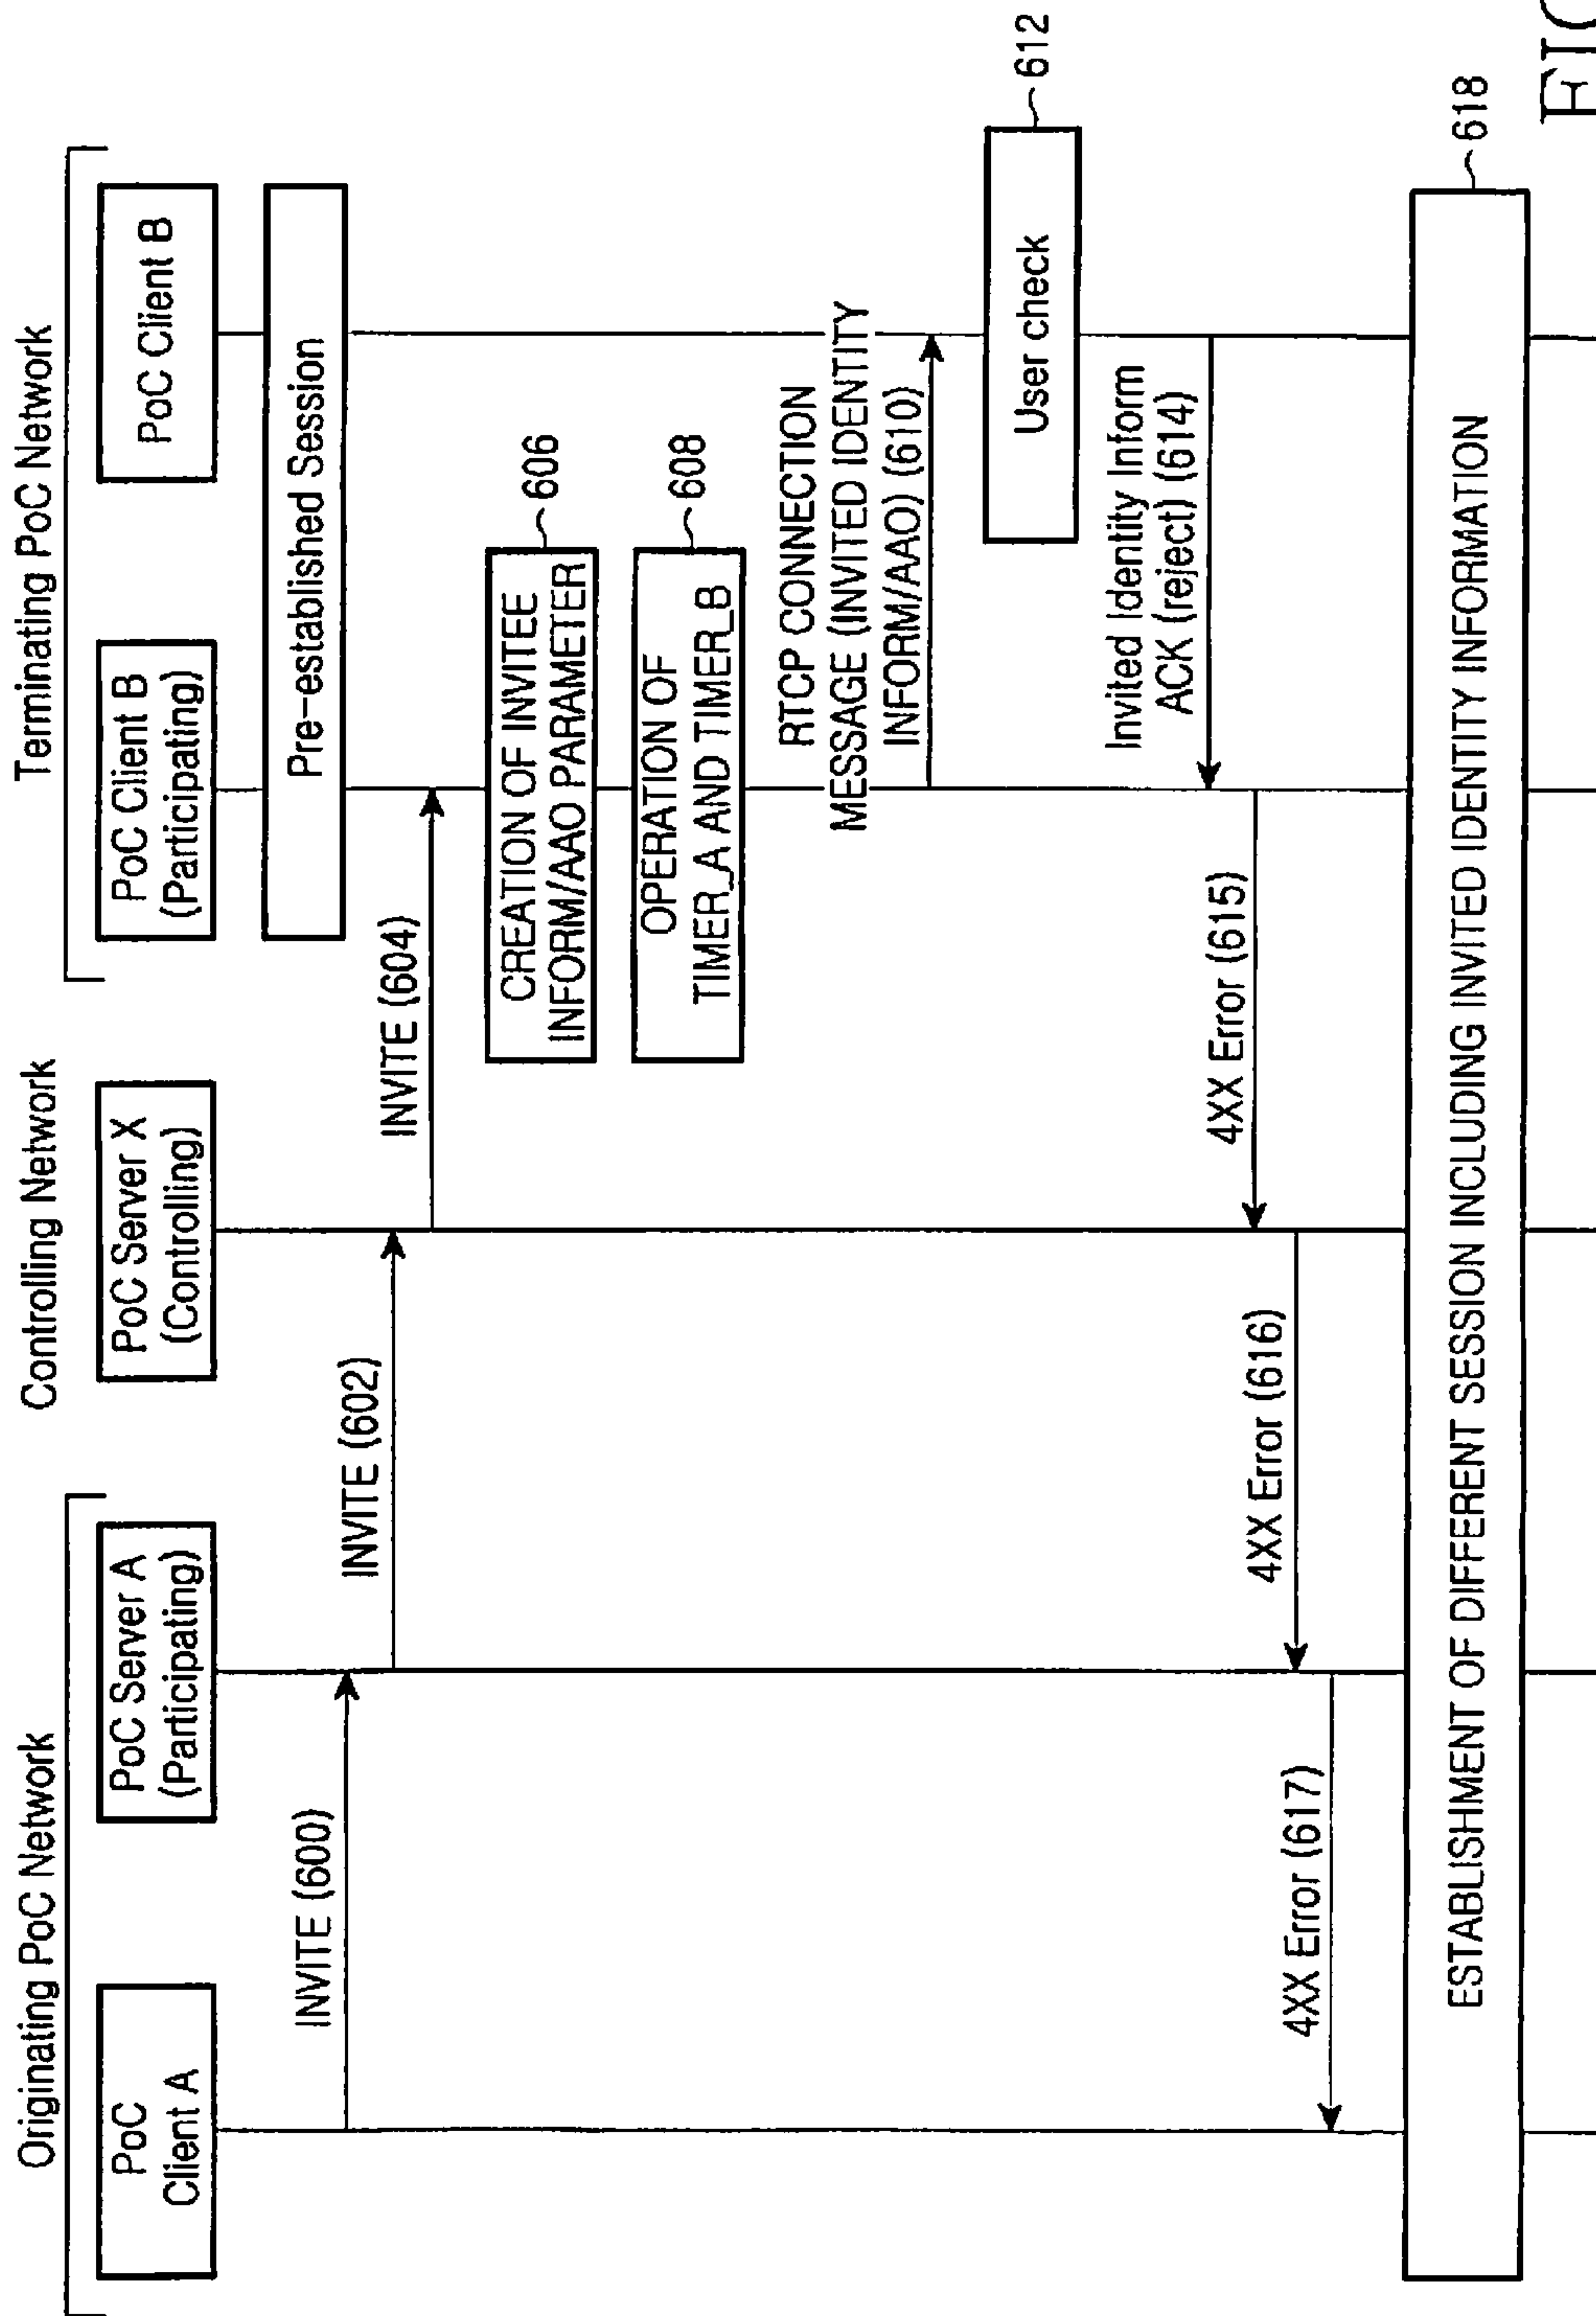 Originating PoC Network
Controlling Network
Terminating PoC Network
PoC
Client A
PoC Server A
(Participating)
PoC Server X
(Controlling)
PoC Client B
(Participating)
PoC Client B
Pre-established Session
INVITE (600)
INVITE (602)
INVITE (604)
CREATION OF INVITEE
INFORM/AAO PARAMETER
606
OPERATION OF
TIMER_A AND TIMER_B
608
RTCP CONNECTION
MESSAGE (INVITED IDENTITY
INFORM/AAO) (610)
User check
612
Invited Identity Inform
ACK (reject) (614)
4XX Error (615)
4XX Error (616)
4XX Error (617)
ESTABLISHMENT OF DIFFERENT SESSION INCLUDING INVITED IDENTITY INFORMATION
618